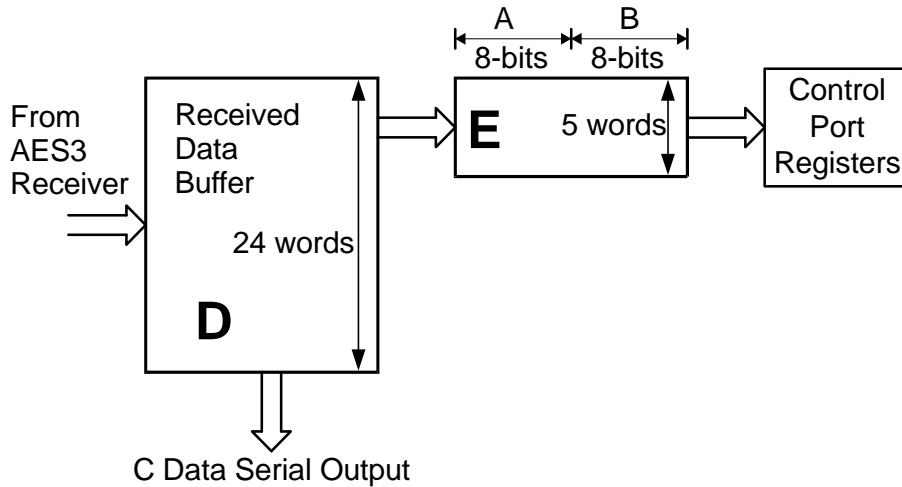 A B
8-bits 8-bits
From
AES3
Receiver
Received
Data
Buffer
24 words
D
E
5 words
Control
Port
Registers
C Data Serial Output